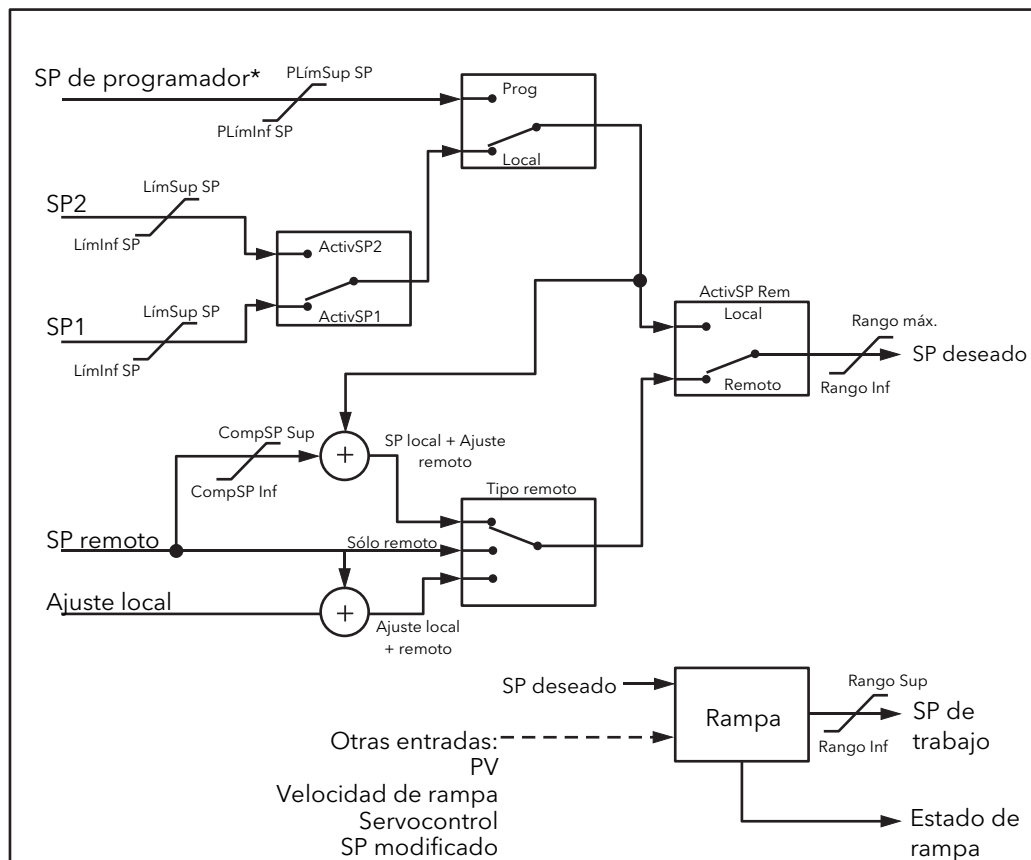 SP de programador*
PLímSup SP
PLímInf SP
Prog
Local
SP2
LímSup SP
LímInf SP
ActivSP2
ActivSP1
SP1
LímSup SP
LímInf SP
ActivSP Rem
Local
Remoto
Rango máx.
Rango Inf
SP deseado
CompSP Sup
CompSP Inf
+
SP local + Ajuste
remoto
Tipo remoto
SP remoto
Sólo remoto
Ajuste local
+
Ajuste local
+ remoto
SP deseado
Rampa
Rango Sup
Rango Inf
SP de
trabajo
Otras entradas:
PV
Velocidad de rampa
Servocontrol
SP modificado
Estado de
rampa